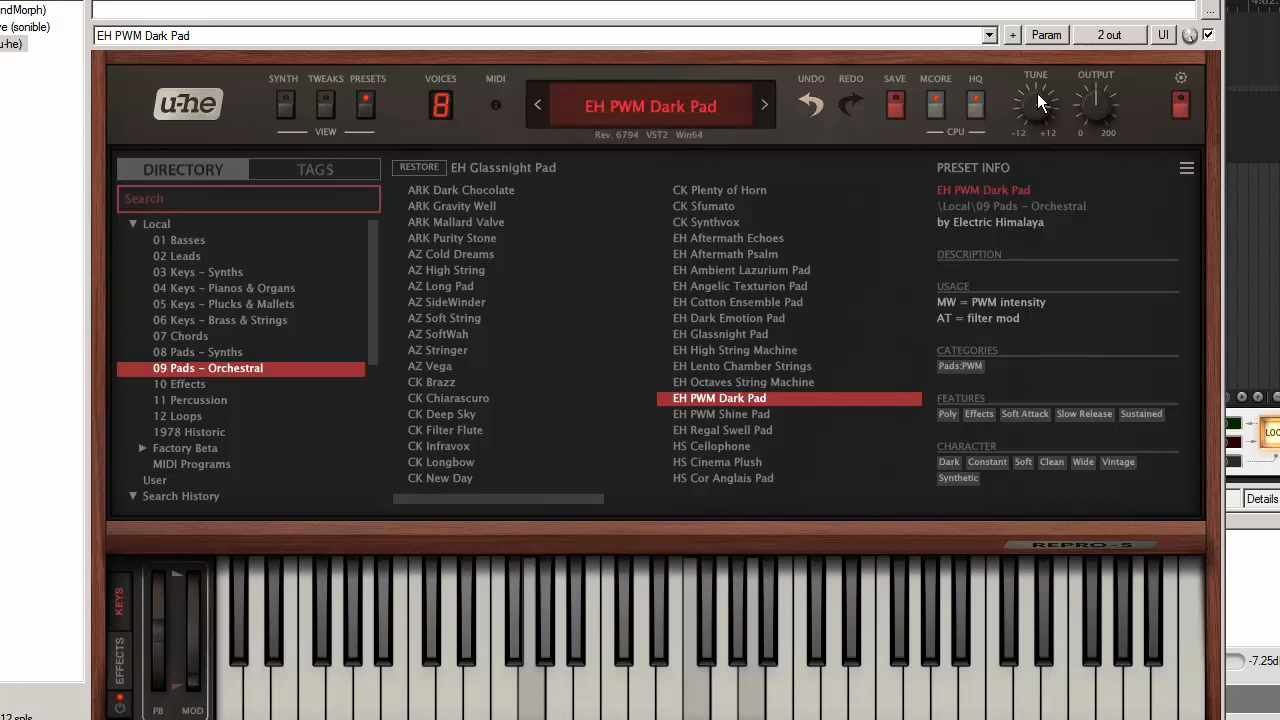 ndMorph)
ve (sonible)
u-he)
...
EH PWM Dark Pad
+
Param
2 out
UI
u-he
SYNTH
TWEAKS
PRESETS
VIEW
VOICES
8
MIDI
EH PWM Dark Pad
Rev. 6794 VST2 Win64
UNDO
REDO
SAVE
MCORE
HQ
CPU
TUNE
-12 +12
OUTPUT
0 200
DIRECTORY
TAGS
Search
Local
01 Basses
02 Leads
03 Keys - Synths
04 Keys - Pianos & Organs
05 Keys - Plucks & Mallets
06 Keys - Brass & Strings
07 Chords
08 Pads - Synths
09 Pads - Orchestral
10 Effects
11 Percussion
12 Loops
1978 Historic
Factory Beta
MIDI Programs
User
Search History
RESTORE
EH Glassnight Pad
ARK Dark Chocolate
ARK Gravity Well
ARK Mallard Valve
ARK Purity Stone
AZ Cold Dreams
AZ High String
AZ Long Pad
AZ SideWinder
AZ Soft String
AZ SoftWah
AZ Stringer
AZ Vega
CK Brazz
CK Chiarascuro
CK Deep Sky
CK Filter Flute
CK Infravox
CK Longbow
CK New Day
CK Plenty of Horn
CK Sfumato
CK Synthvox
EH Aftermath Echoes
EH Aftermath Psalm
EH Ambient Lazurium Pad
EH Angelic Texturion Pad
EH Cotton Ensemble Pad
EH Dark Emotion Pad
EH Glassnight Pad
EH High String Machine
EH Lento Chamber Strings
EH Octaves String Machine
EH PWM Dark Pad
EH PWM Shine Pad
EH Regal Swell Pad
HS Cellophone
HS Cinema Plush
HS Cor Anglais Pad
PRESET INFO
EH PWM Dark Pad
\Local\09 Pads - Orchestral
by Electric Himalaya
DESCRIPTION
USAGE
MW = PWM intensity
AT = filter mod
CATEGORIES
Pads:PWM
FEATURES
Poly Effects Soft Attack Slow Release Sustained
CHARACTER
Dark Constant Soft Clean Wide Vintage
Synthetic
REPRO-5
KEYS
EFFECTS
PB
MOD
Details
-7.25d
12 spls